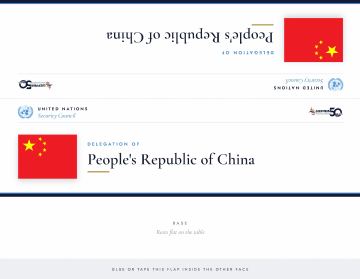 People's Republic of China
DELEGATION OF
UNITED NATIONS
Security Council
UNITED NATIONS
Security Council
DELEGATION OF
People's Republic of China
BASE
Rests flat on the table
GLUE OR TAPE THIS FLAP INSIDE THE OTHER FACE